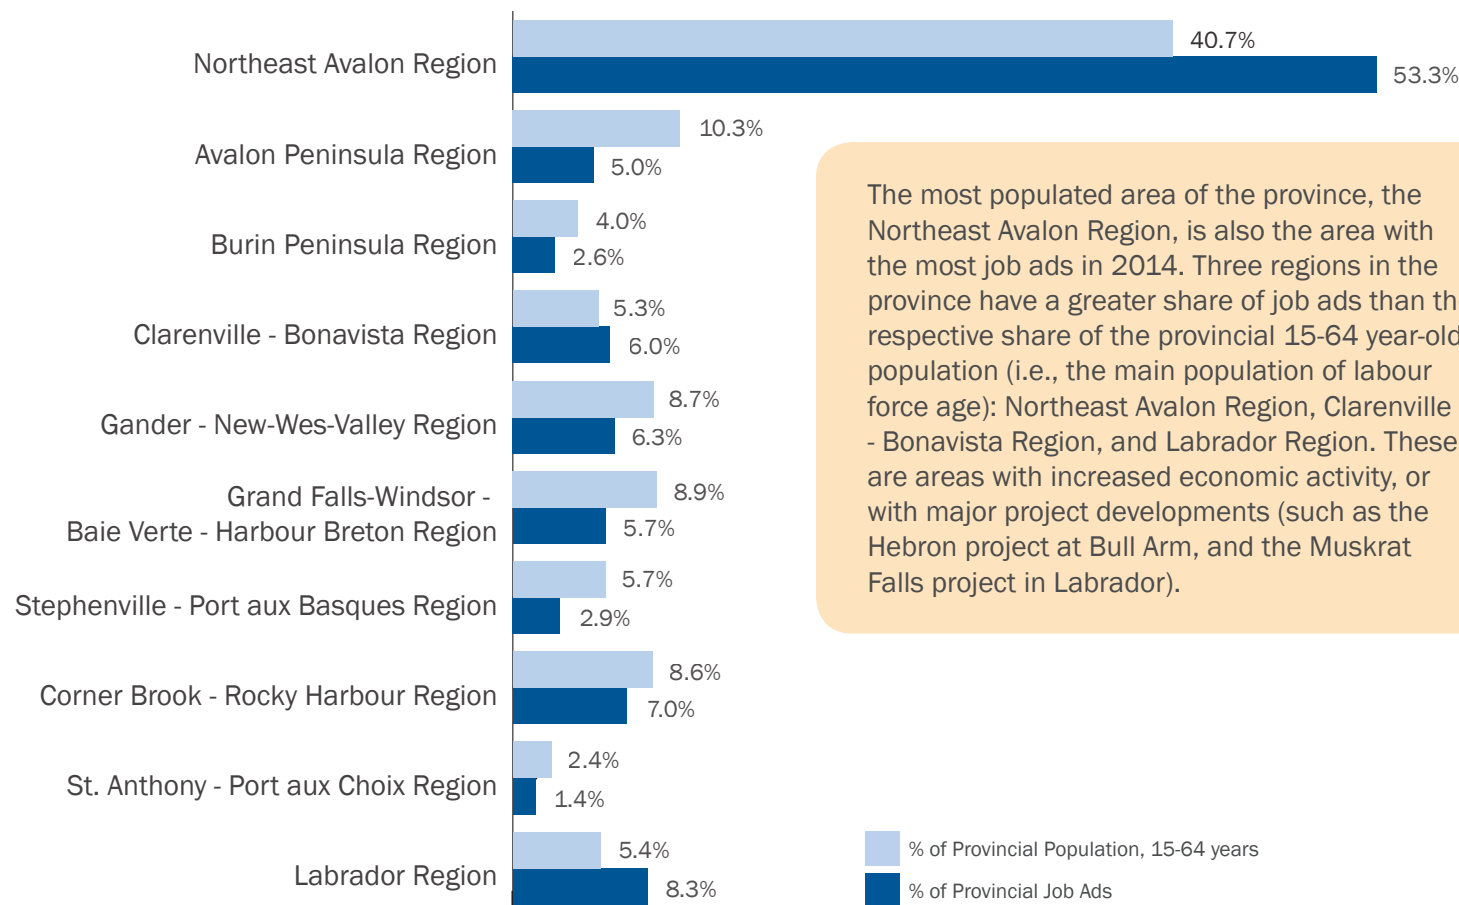 Northeast Avalon Region
40.7%
53.3%
Avalon Peninsula Region
10.3%
5.0%
Burin Peninsula Region
4.0%
2.6%
Clarenville - Bonavista Region
5.3%
6.0%
Gander - New-Wes-Valley Region
8.7%
6.3%
Grand Falls-Windsor -
Baie Verte - Harbour Breton Region
8.9%
5.7%
Stephenville - Port aux Basques Region
5.7%
2.9%
Corner Brook - Rocky Harbour Region
8.6%
7.0%
St. Anthony - Port aux Choix Region
2.4%
1.4%
Labrador Region
5.4%
8.3%
The most populated area of the province, the
Northeast Avalon Region, is also the area with
the most job ads in 2014. Three regions in the
province have a greater share of job ads than th
respective share of the provincial 15-64 year-old
population (i.e., the main population of labour
force age): Northeast Avalon Region, Clarenville
- Bonavista Region, and Labrador Region. These
are areas with increased economic activity, or
with major project developments (such as the
Hebron project at Bull Arm, and the Muskrat
Falls project in Labrador).
% of Provincial Population, 15-64 years
% of Provincial Job Ads